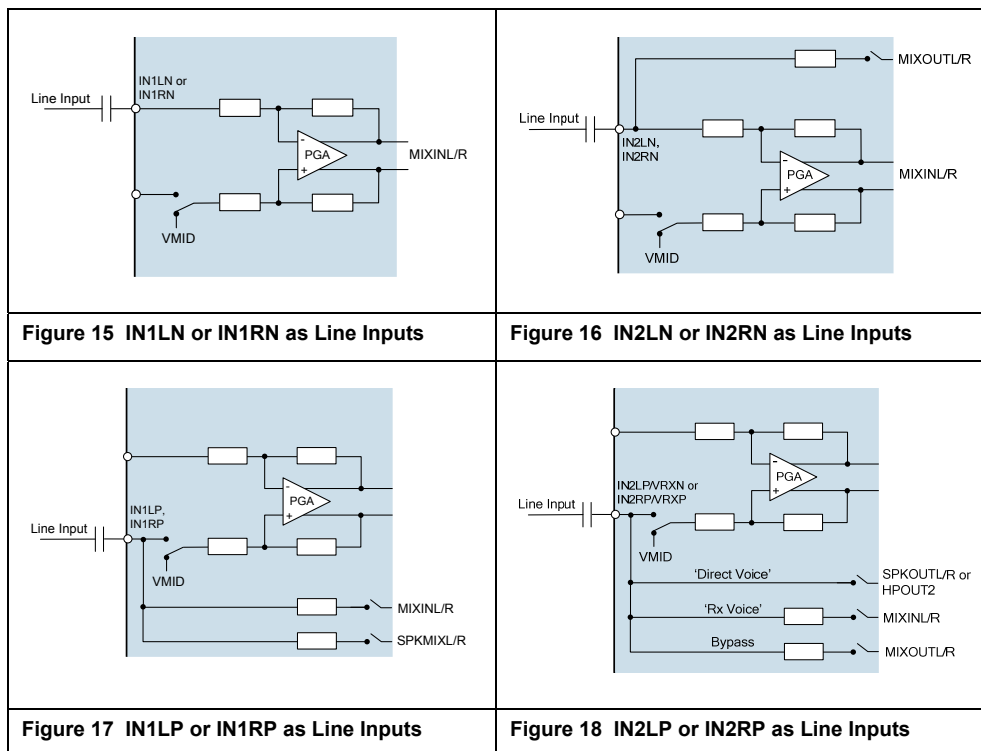 IN1LN or
IN1RN
Line Input
-
PGA
+
MIXINL/R
VMID
Figure 15 IN1LN or IN1RN as Line Inputs
MIXOUTL/R
Line Input
IN2LN,
IN2RN
-
PGA
+
MIXINL/R
VMID
Figure 16 IN2LN or IN2RN as Line Inputs
-
PGA
+
IN1LP,
IN1RP
Line Input
VMID
MIXINL/R
SPKMIXL/R
Figure 17 IN1LP or IN1RP as Line Inputs
-
PGA
+
IN2LP/VRXN or
IN2RP/VRXP
Line Input
VMID
'Direct Voice'
SPKOUTL/R or
HPOUT2
'Rx Voice'
MIXINL/R
Bypass
MIXOUTL/R
Figure 18 IN2LP or IN2RP as Line Inputs